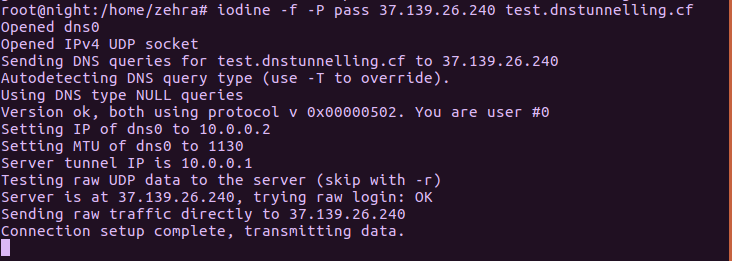 root@night:/home/zehra# iodine -f -P pass 37.139.26.240 test.dnstunnelling.cf
Opened dns0
Opened IPv4 UDP socket
Sending DNS queries for test.dnstunnelling.cf to 37.139.26.240
Autodetecting DNS query type (use -T to override).
Using DNS type NULL queries
Version ok, both using protocol v 0x00000502. You are user #0
Setting IP of dns0 to 10.0.0.2
Setting MTU of dns0 to 1130
Server tunnel IP is 10.0.0.1
Testing raw UDP data to the server (skip with -r)
Server is at 37.139.26.240, trying raw login: OK
Sending raw traffic directly to 37.139.26.240
Connection setup complete, transmitting data.